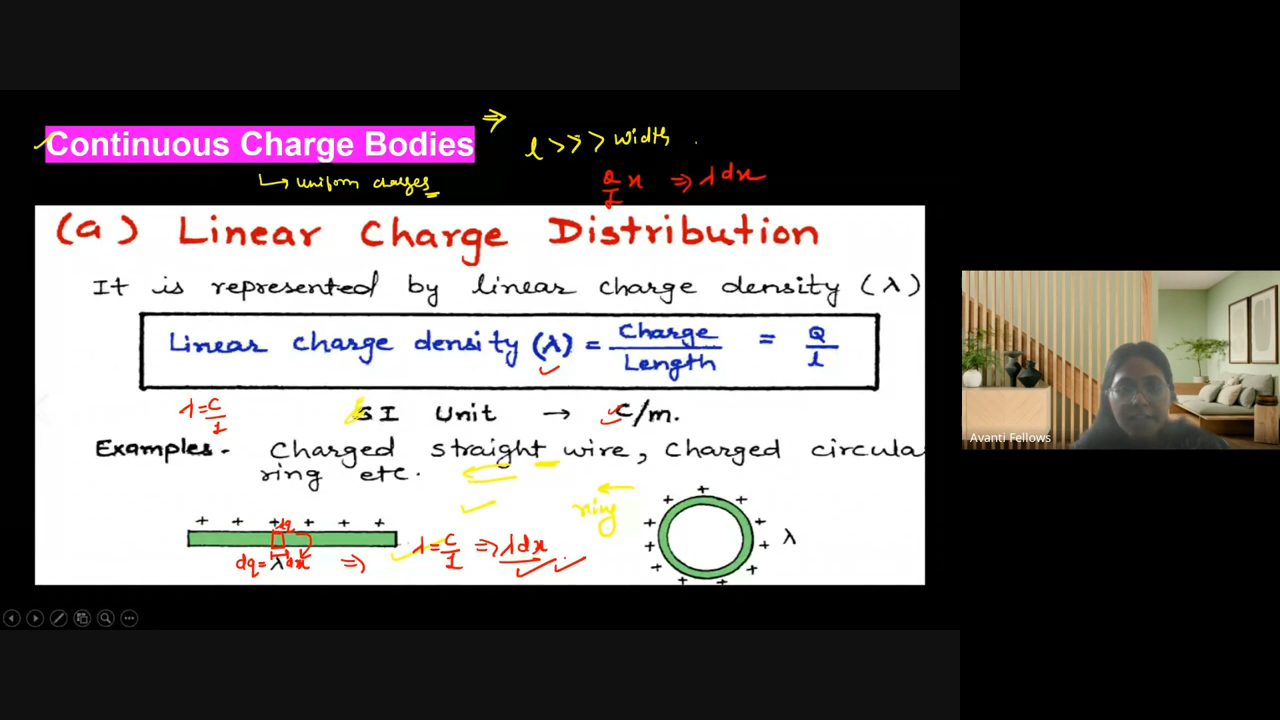 Continuous Charge Bodies ⇒ l >>> width
↳ uniform charges
Q/l x ⇒ λdx
(a) Linear Charge Distribution
It is represented by linear charge density (λ)
Linear charge density (λ) = Charge/Length = Q/l
λ=C/l
SI Unit → C/m.
Examples.- Charged straight wire, Charged circula
ring etc.
ring
+ + + + + +
dq
dq=λdx ⇒ λ=C/l ⇒ λdx
λ
Avanti Fellows